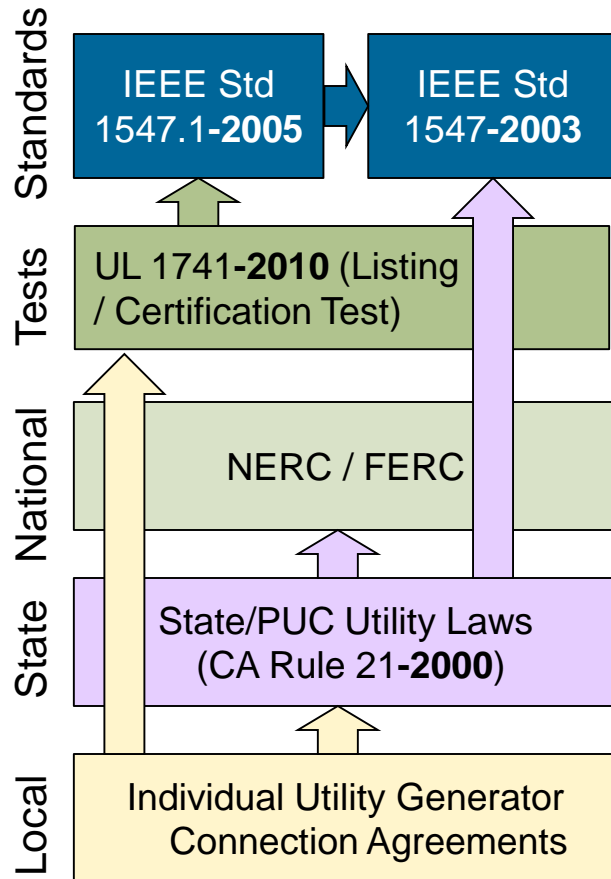 Standards
IEEE Std
1547.1-2005
IEEE Std
1547-2003
Tests
UL 1741-2010 (Listing
/ Certification Test)
National
NERC / FERC
State
State/PUC Utility Laws
(CA Rule 21-2000)
Local
Individual Utility Generator
Connection Agreements